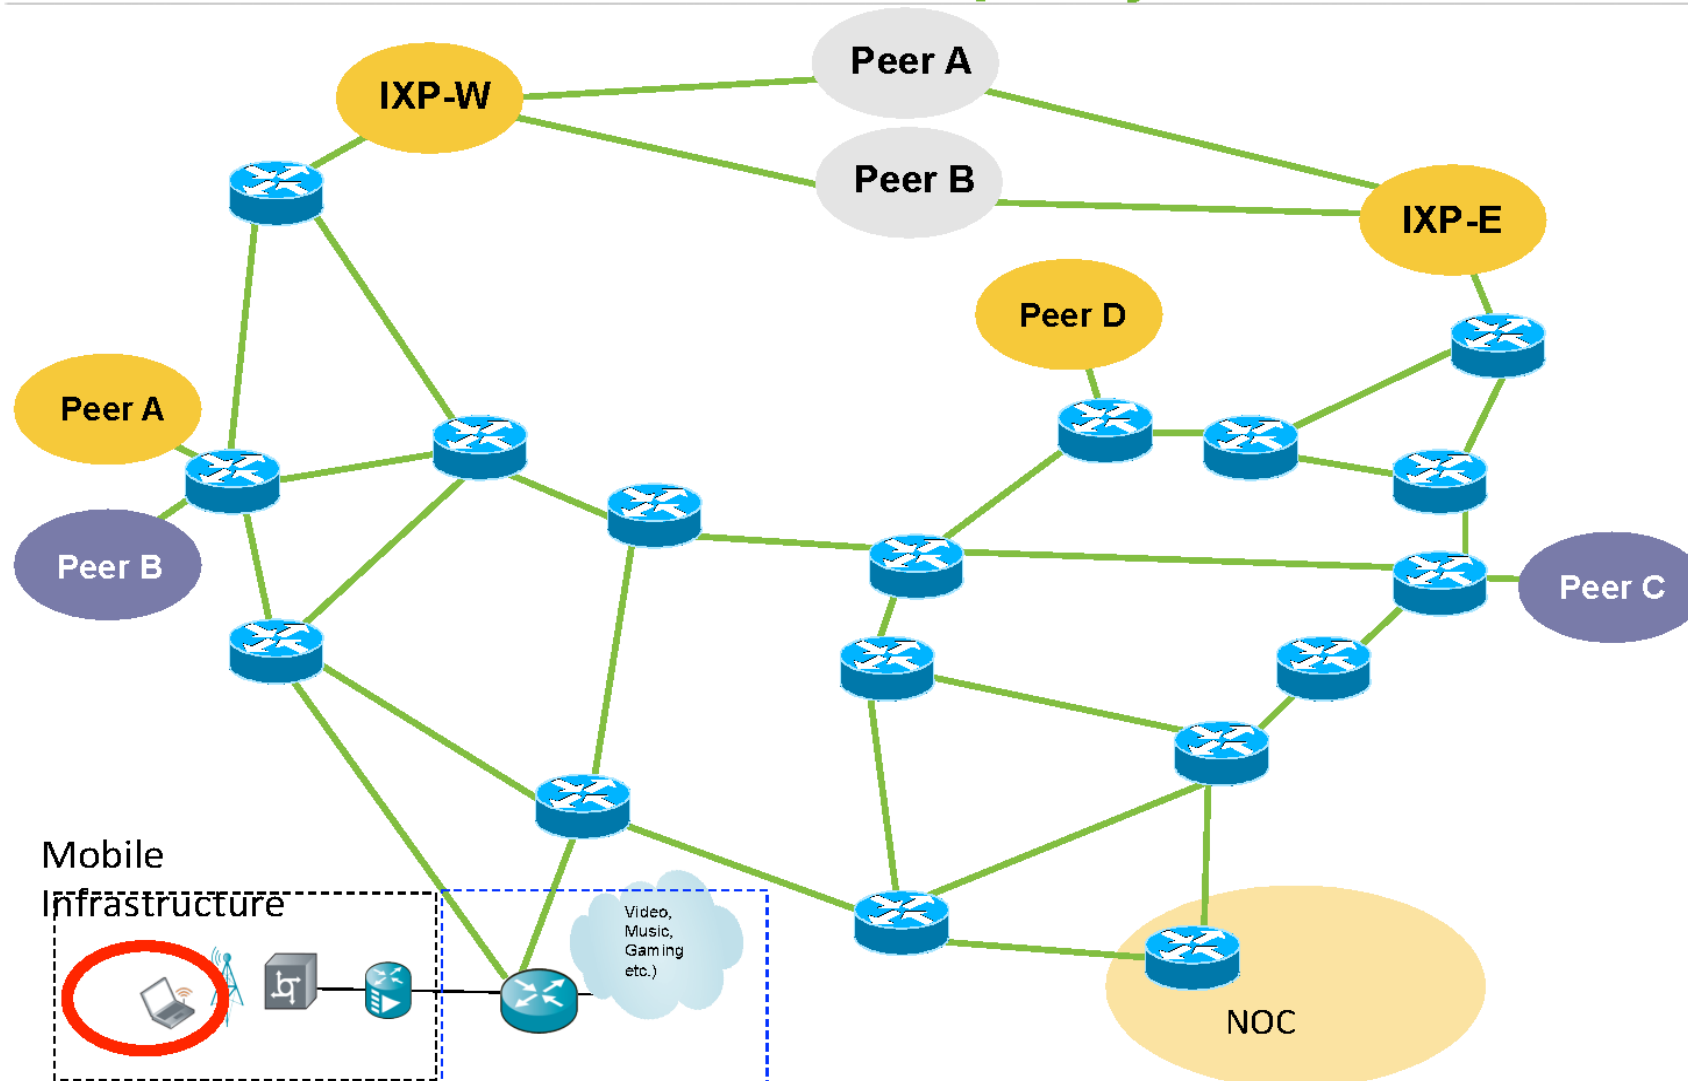 Peer A
IXP-W
Peer B
IXP-E
Peer D
Peer A
Peer B
Peer C
Mobile
Infrastructure
Video,
Music,
Gaming
etc.)
NOC